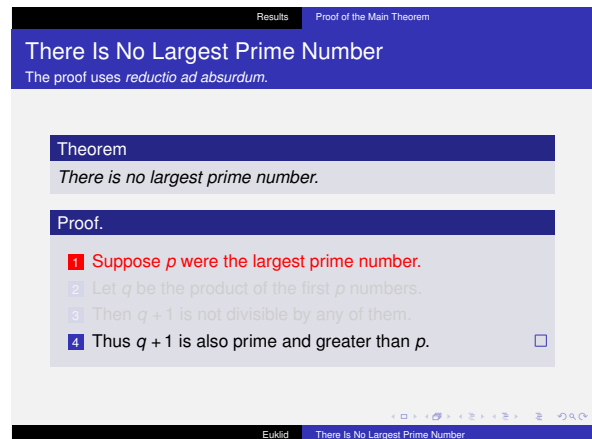 Results Proof of the Main Theorem
There Is No Largest Prime Number
The proof uses reductio ad absurdum.
Theorem
There is no largest prime number.
Proof.
1 Suppose p were the largest prime number.
2 Let q be the product of the first p numbers.
3 Then q + 1 is not divisible by any of them.
4 Thus q + 1 is also prime and greater than p. □
Euklid There Is No Largest Prime Number